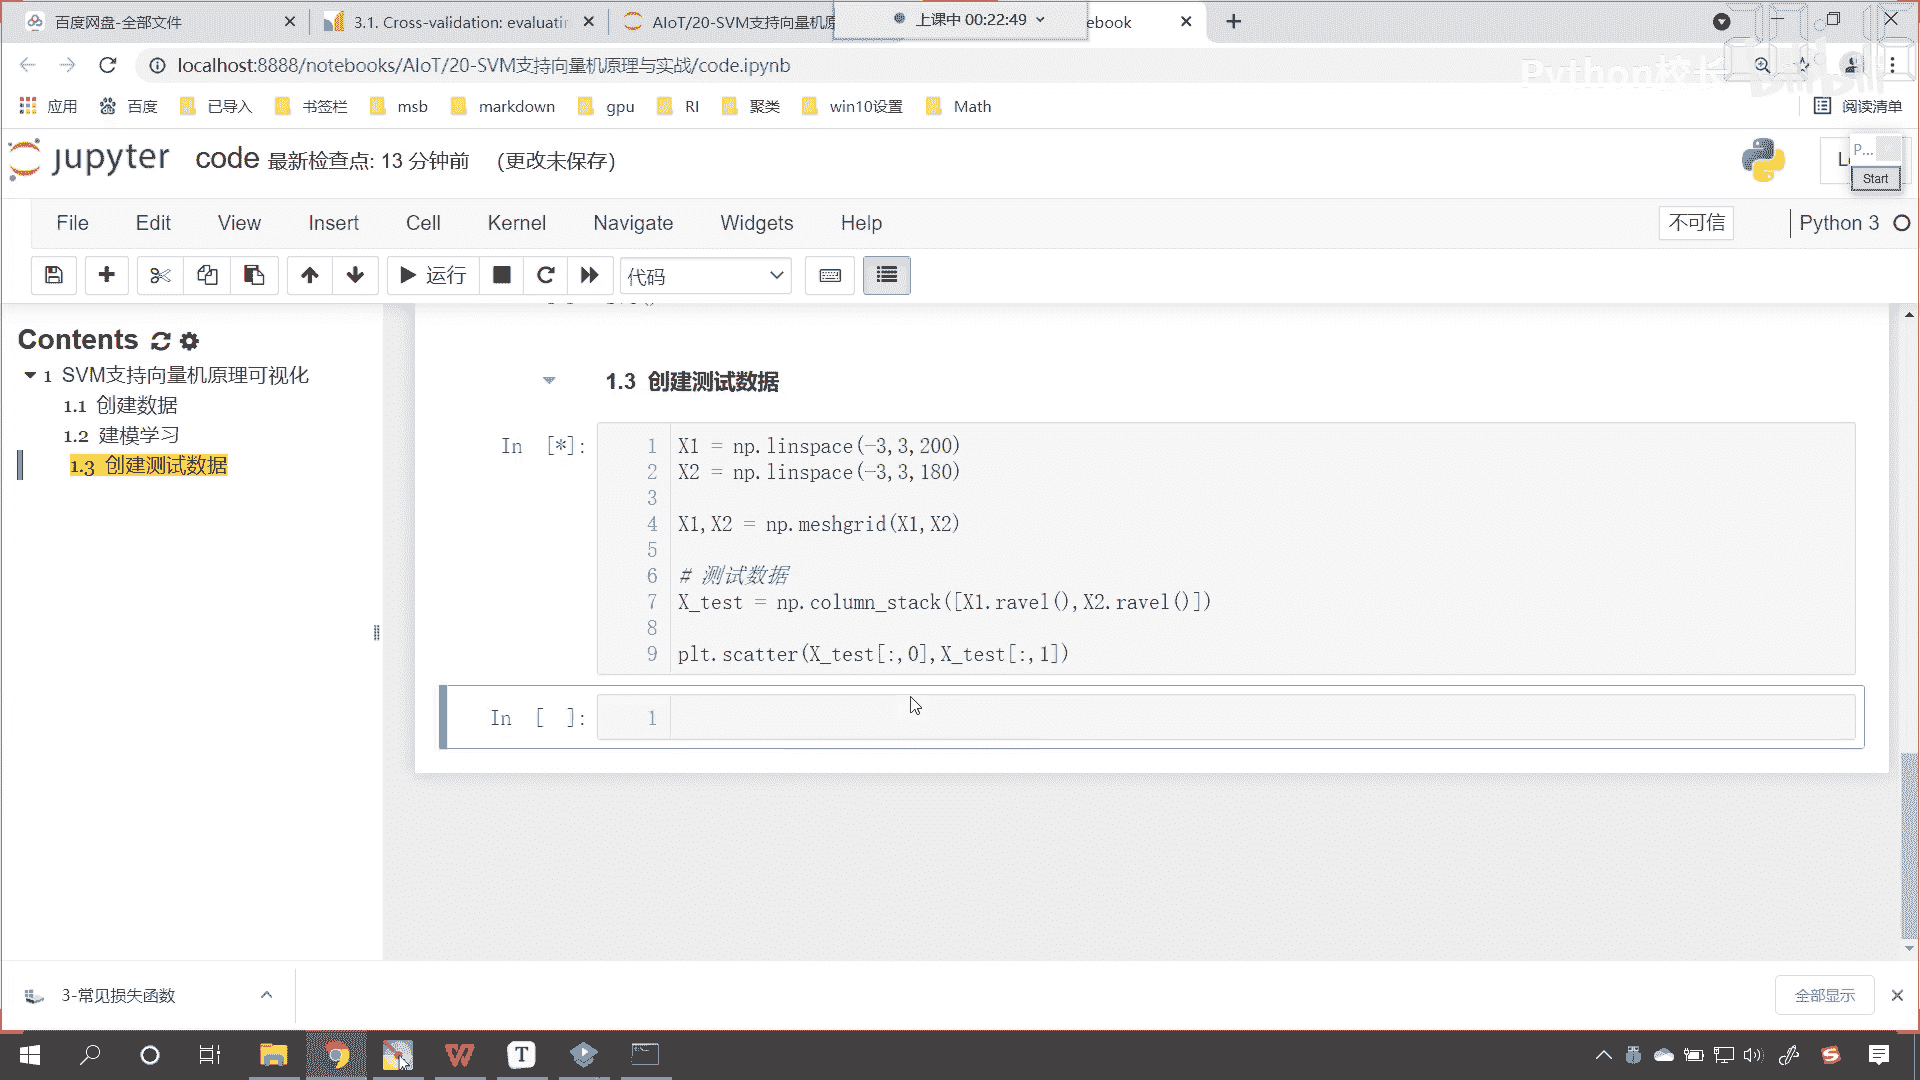 百度网盘-全部文件
3.1. Cross-validation: evaluatin
AIoT/20-SVM支持向量机原
上课中 00:22:49
ebook
localhost:8888/notebooks/AIoT/20-SVM支持向量机原理与实战/code.ipynb
Python校长
应用
百度
已导入
书签栏
msb
markdown
gpu
RI
聚类
win10设置
Math
阅读清单
jupyter
code 最新检查点: 13 分钟前 (更改未保存)
P...
Start
File Edit View Insert Cell Kernel Navigate Widgets Help
不可信
Python 3
运行
代码
Contents
1 SVM支持向量机原理可视化
1.1 创建数据
1.2 建模学习
1.3 创建测试数据
1.3 创建测试数据
In [*]:
1 X1 = np.linspace(-3,3,200)
2 X2 = np.linspace(-3,3,180)
3
4 X1,X2 = np.meshgrid(X1,X2)
5
6 # 测试数据
7 X_test = np.column_stack([X1.ravel(),X2.ravel()])
8
9 plt.scatter(X_test[:,0],X_test[:,1])
In [ ]:
1
3-常见损失函数
全部显示